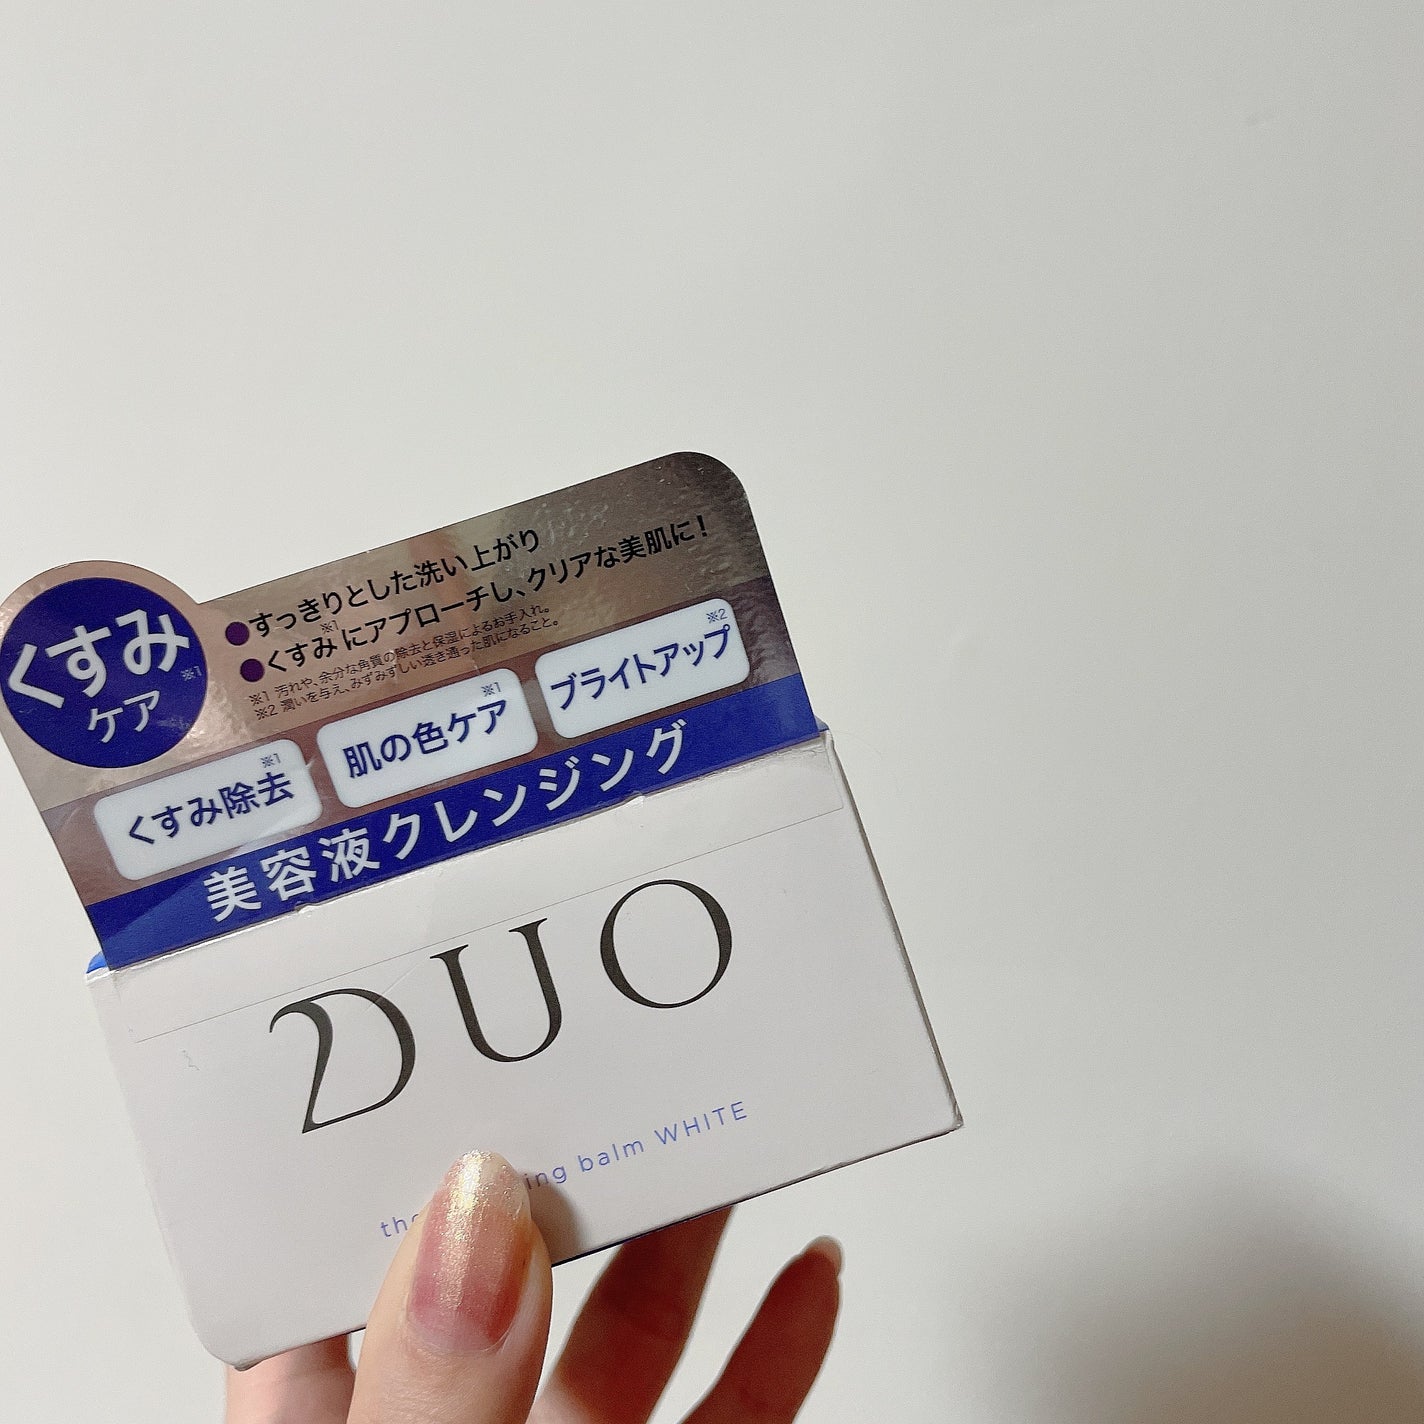 くすみ※1
ケア
●すっきりとした洗い上がり
●くすみ※1にアプローチし、クリアな美肌に!
※1 汚れや、余分な角質の除去と保湿によるお手入れ。
※2 潤いを与え、みずみずしい透き通った肌になること。
くすみ除去※1
肌の色ケア※1
ブライトアップ※2
美容液クレンジング
DUO
the ing balm WHITE